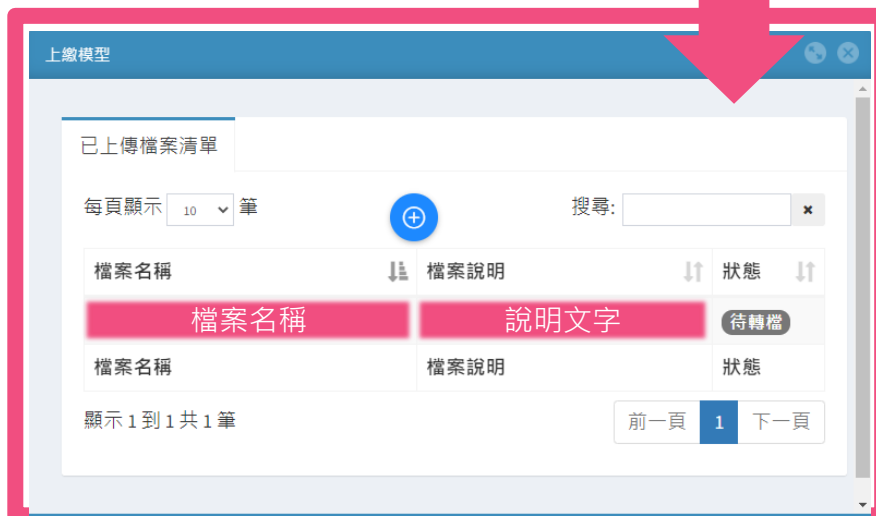 上繳模型
已上傳檔案清單
每頁顯示 10 筆
搜尋:
檔案名稱 檔案說明 狀態
檔案名稱 說明文字 待轉檔
檔案名稱 檔案說明 狀態
顯示 1 到 1 共 1 筆
前一頁 1 下一頁